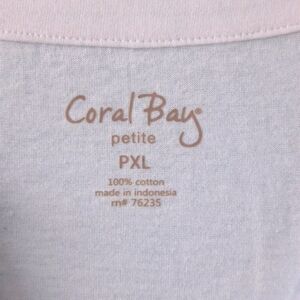 Coral Bay®
petite
PXL
100% cotton
made in indonesia
rn# 76235